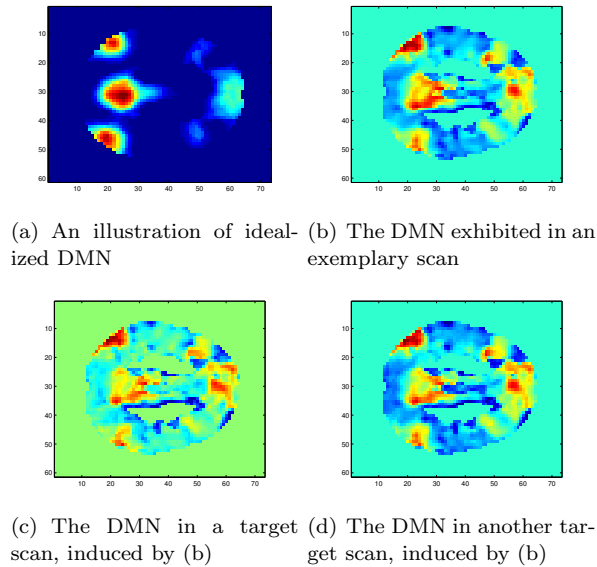 10
20
30
40
50
60
10 20 30 40 50 60 70
10
20
30
40
50
60
10 20 30 40 50 60 70
(a) An illustration of ideal-
ized DMN
(b) The DMN exhibited in an
exemplary scan
10
20
30
40
50
60
10 20 30 40 50 60 70
10
20
30
40
50
60
10 20 30 40 50 60 70
(c) The DMN in a target
scan, induced by (b)
(d) The DMN in another tar-
get scan, induced by (b)